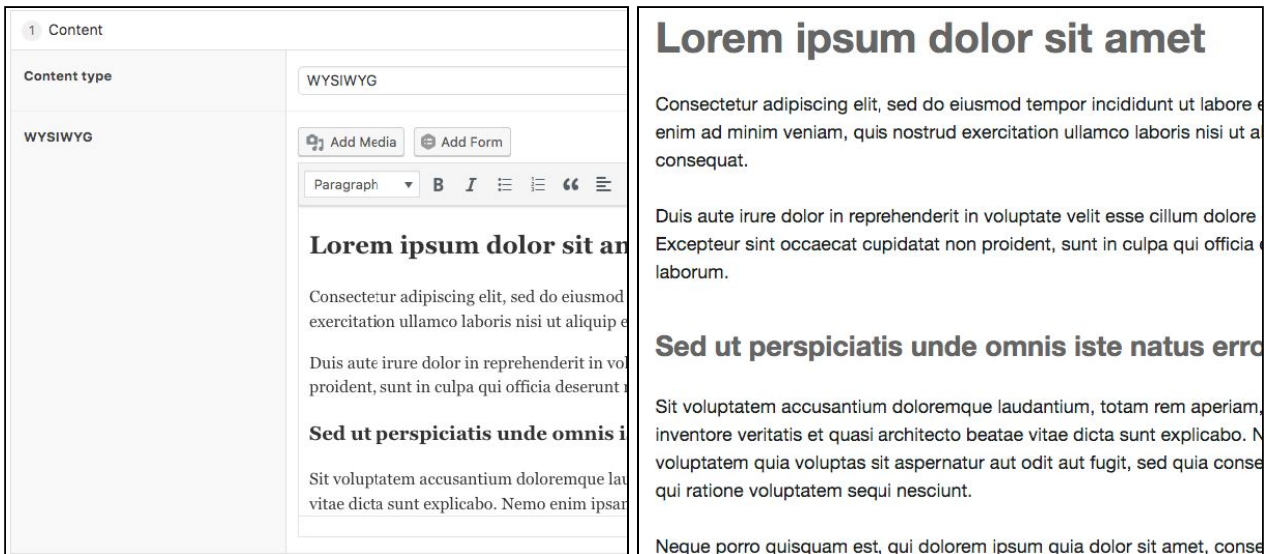 1 Content
Content type
WYSIWYG
WYSIWYG
Add Media Add Form
Paragraph B I
Lorem ipsum dolor sit am
Consectetur adipiscing elit, sed do eiusmod
exercitation ullamco laboris nisi ut aliquip e
Duis aute irure dolor in reprehenderit in vol
proident, sunt in culpa qui officia deserunt
Sed ut perspiciatis unde omnis i
Sit voluptatem accusantium doloremque lau
vitae dicta sunt explicabo. Nemo enim ipsam
Lorem ipsum dolor sit amet
Consectetur adipiscing elit, sed do eiusmod tempor incididunt ut labore e
enim ad minim veniam, quis nostrud exercitation ullamco laboris nisi ut al
consequat.
Duis aute irure dolor in reprehenderit in voluptate velit esse cillum dolore
Excepteur sint occaecat cupidatat non proident, sunt in culpa qui officia
laborum.
Sed ut perspiciatis unde omnis iste natus erro
Sit voluptatem accusantium doloremque laudantium, totam rem aperiam,
inventore veritatis et quasi architecto beatae vitae dicta sunt explicabo. N
voluptatem quia voluptas sit aspernatur aut odit aut fugit, sed quia conse
qui ratione voluptatem sequi nesciunt.
Neque porro quisquam est, qui dolorem ipsum quia dolor sit amet, conse